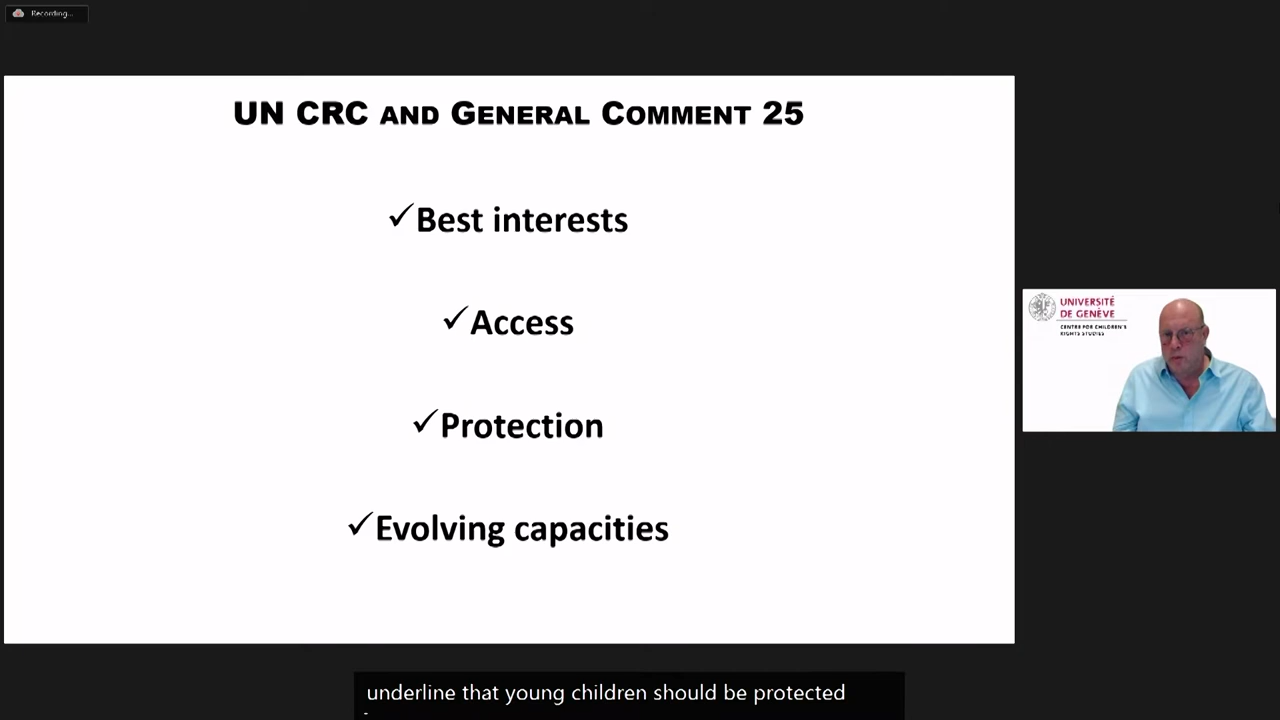 Recording...
UN CRC AND GENERAL COMMENT 25
✓Best interests
✓Access
✓Protection
✓Evolving capacities
UNIVERSITÉ
DE GENÈVE
CENTRE FOR CHILDREN'S
RIGHTS STUDIES
underline that young children should be protected